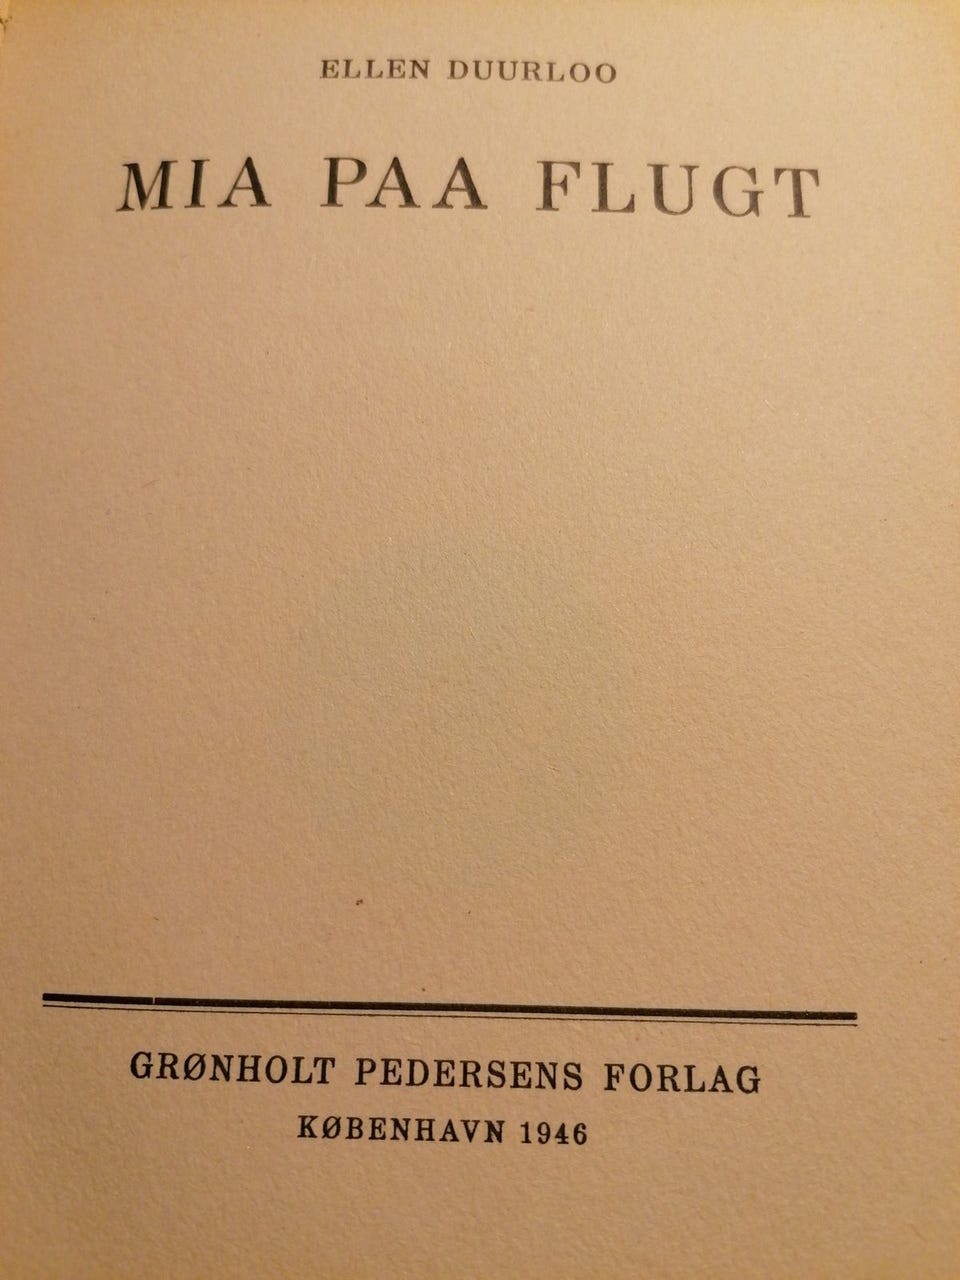 ELLEN DUURLOO
MIA PAA FLUGT
GRØNHOLT PEDERSENS FORLAG
KØBENHAVN 1946